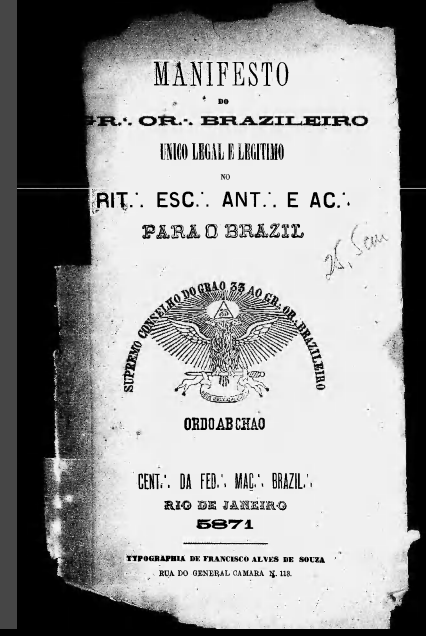 MANIFESTO
DO
GR.·. OR.·. BRAZILEIRO
UNICO LEGAL E LEGITIMO
NO
RIT.·. ESC.·. ANT.·. E AC.·.
PARA O BRAZIL
SUPREMO CONSELHO DO GRAO 33 AO GR.·. OR.·. BRAZILEIRO
ORDO AB CHAO
CENT.·. DA FED.·. MAC.·. BRAZIL.·.
RIO DE JANEIRO
5871
TYPOGRAPHIA DE FRANCISCO ALVES DE SOUZA
RUA DO GENERAL CAMARA N. 118.